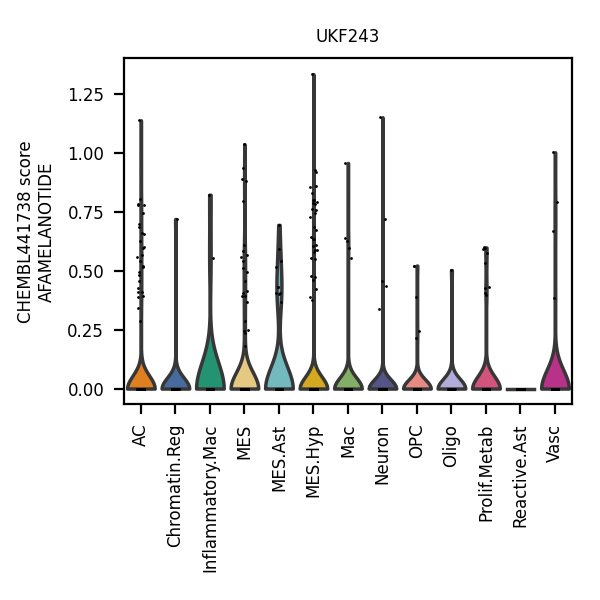 UKF243
CHEMBL441738 score
AFAMELANOTIDE
1.25
1.00
0.75
0.50
0.25
0.00
AC
Chromatin.Reg
Inflammatory.Mac
MES
MES.Ast
MES.Hyp
Mac
Neuron
OPC
Oligo
Prolif.Metab
Reactive.Ast
Vasc